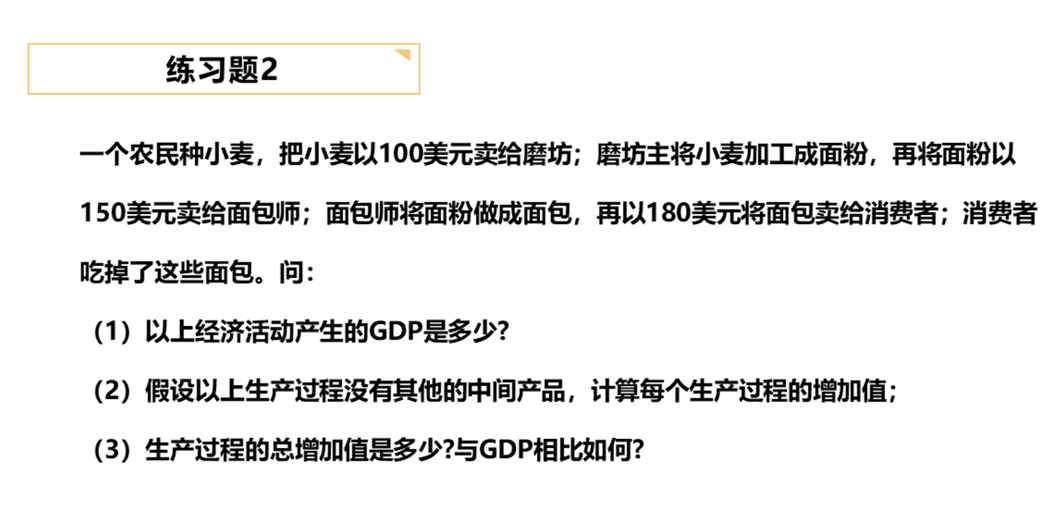 练习题2
一个农民种小麦，把小麦以100美元卖给磨坊；磨坊主将小麦加工成面粉，再将面粉以
150美元卖给面包师；面包师将面粉做成面包，再以180美元将面包卖给消费者；消费者
吃掉了这些面包。问：
（1）以上经济活动产生的GDP是多少?
（2）假设以上生产过程没有其他的中间产品，计算每个生产过程的增加值；
（3）生产过程的总增加值是多少?与GDP相比如何?